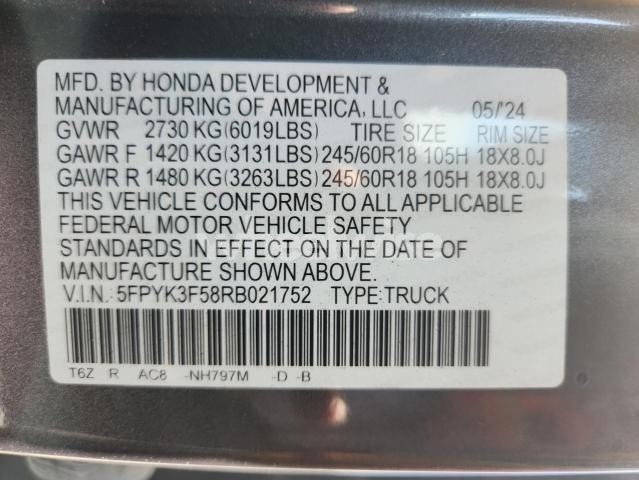 MFD. BY HONDA DEVELOPMENT &
MANUFACTURING OF AMERICA, LLC 05/'24
GVWR 2730 KG(6019LBS) TIRE SIZE RIM SIZE
GAWR F 1420 KG(3131LBS) 245/60R18 105H 18X8.0J
GAWR R 1480 KG(3263LBS) 245/60R18 105H 18X8.0J
THIS VEHICLE CONFORMS TO ALL APPLICABLE
FEDERAL MOTOR VEHICLE SAFETY
STANDARDS IN EFFECT ON THE DATE OF
MANUFACTURE SHOWN ABOVE.
V.I.N.: 5FPYK3F58RB021752 TYPE:TRUCK
T6Z R AC8 -NH797M -D -B